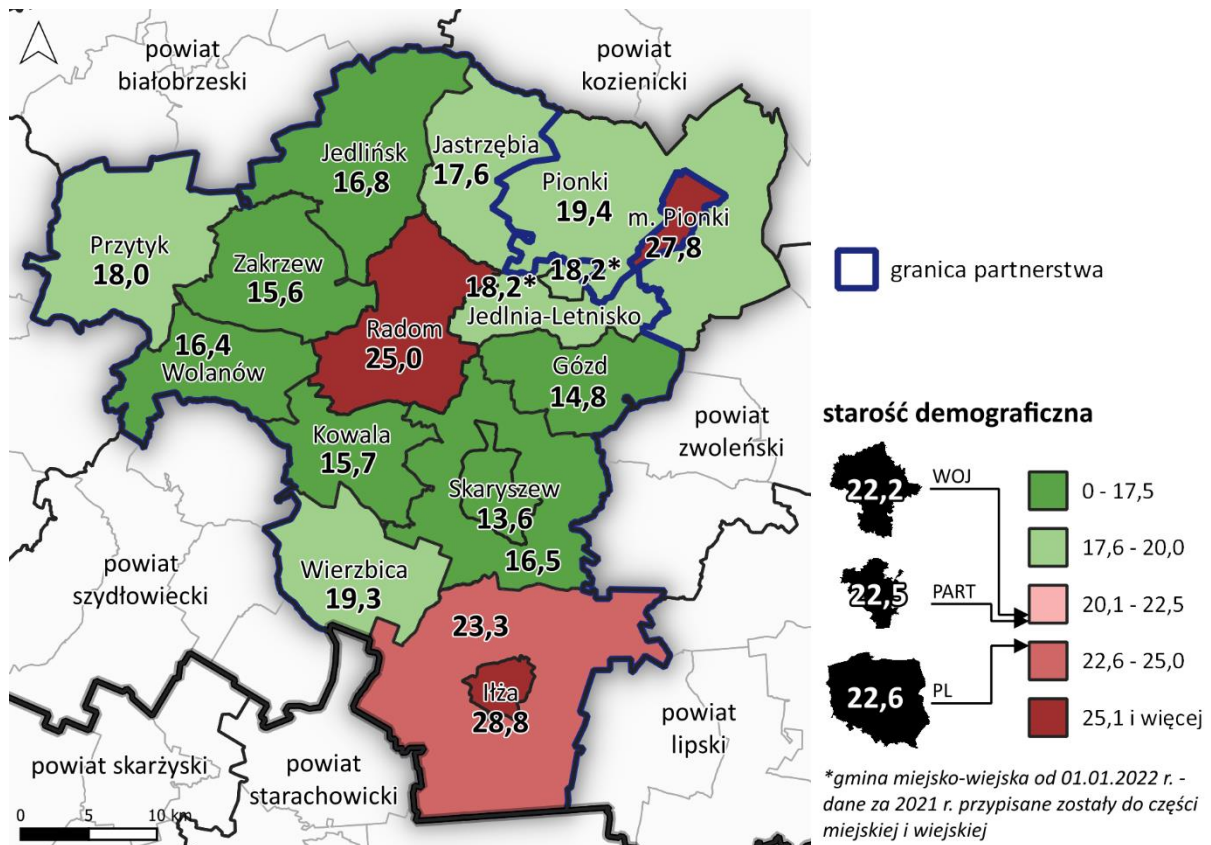 powiat
białobrzeski
powiat
kozienicki
Jedlińsk
16,8
Jastrzębia
17,6
Pionki
19,4
m. Pionki
27,8
Przytyk
18,0
Zakrzew
15,6
18,2*
18,2*
Jedlnia-Letnisko
Radom
25,0
16,4
Wolanów
Gózd
14,8
powiat
zwoleński
Kowala
15,7
Skaryszew
13,6
16,5
powiat
szydłowiecki
Wierzbica
19,3
23,3
Iłża
28,8
powiat
lipski
powiat skarżyski
powiat
starachowicki
0 5 10 km
granica partnerstwa
starość demograficzna
22,2
WOJ
22,5
PART
22,6
PL
0 - 17,5
17,6 - 20,0
20,1 - 22,5
22,6 - 25,0
25,1 i więcej
*gmina miejsko-wiejska od 01.01.2022 r. -
dane za 2021 r. przypisane zostały do części
miejskiej i wiejskiej